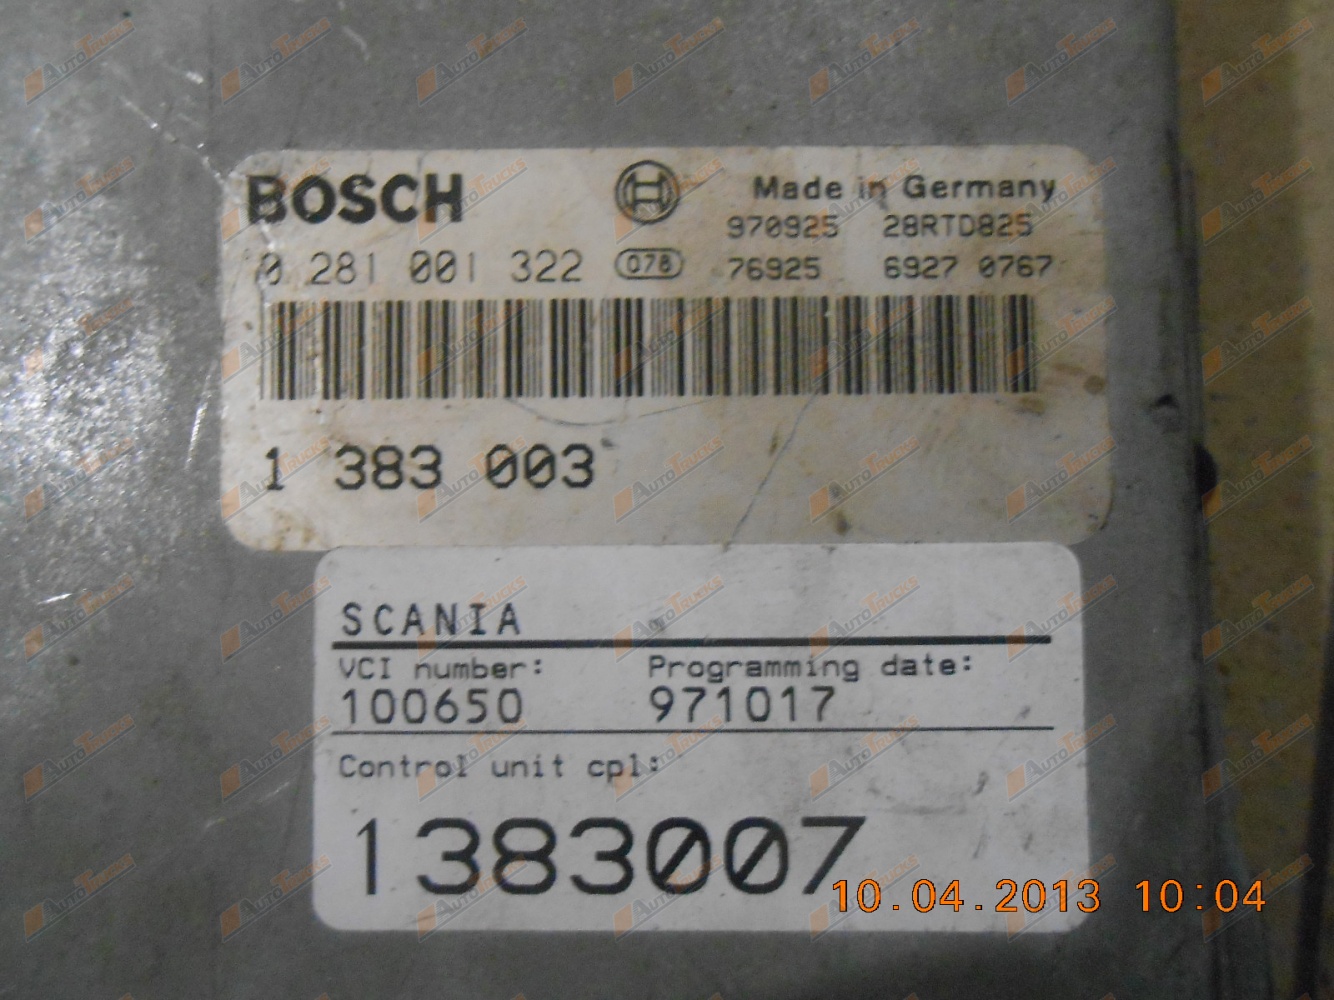 BOSCH
Made in Germany
970925 28RTD825
0 281 001 322 078 76925 6927 0767
1 383 003
SCANIA
VCI number: Programming date:
100650 971017
Control unit cpl:
1383007
10.04.2013 10:04
AUTOTRUCKS